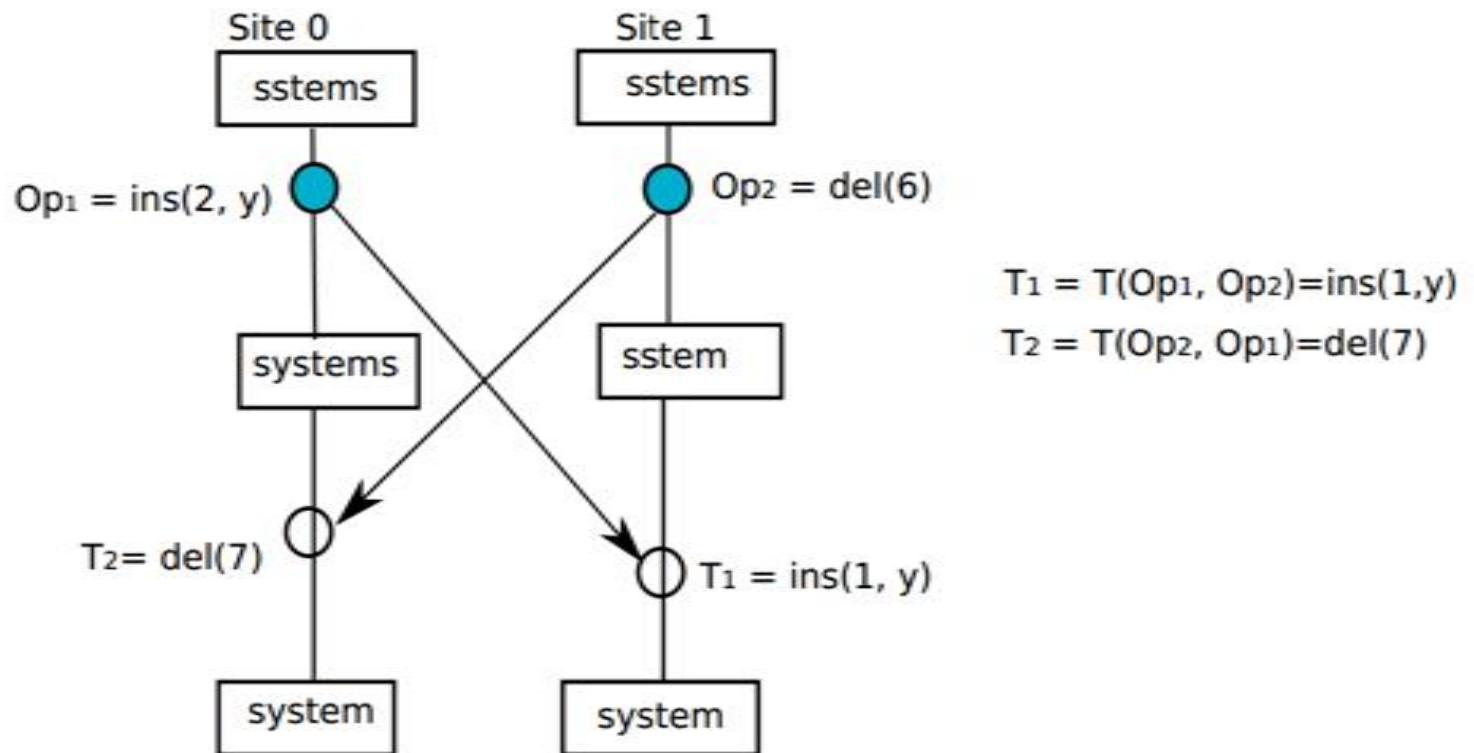 Site 0
Site 1
sstems
sstems
Op1 = ins(2, y)
Op2 = del(6)
T1 = T(Op1, Op2)=ins(1,y)
systems
sstem
T2 = T(Op2, Op1)=del(7)
T2= del(7)
T1 = ins(1, y)
system
system